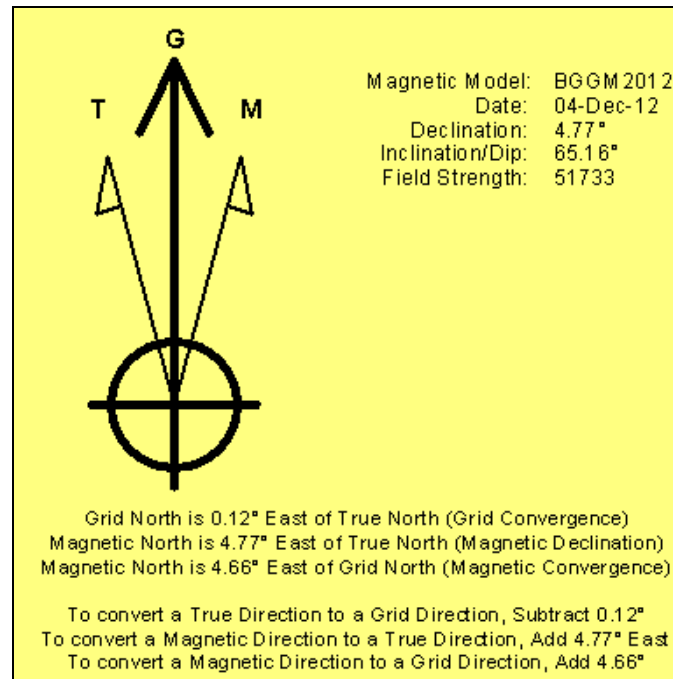 G
T
M
Magnetic Model: BGGM2012
Date: 04-Dec-12
Declination: 4.77°
Inclination/Dip: 65.16°
Field Strength: 51733
Grid North is 0.12° East of True North (Grid Convergence)
Magnetic North is 4.77° East of True North (Magnetic Declination)
Magnetic North is 4.66° East of Grid North (Magnetic Convergence)
To convert a True Direction to a Grid Direction, Subtract 0.12°
To convert a Magnetic Direction to a True Direction, Add 4.77° East
To convert a Magnetic Direction to a Grid Direction, Add 4.66°